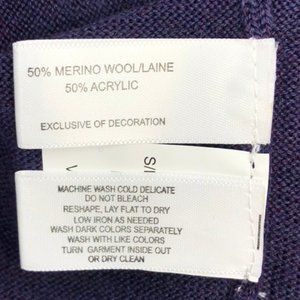 50% MERINO WOOL/LAINE
50% ACRYLIC
EXCLUSIVE OF DECORATION
MACHINE WASH COLD DELICATE
DO NOT BLEACH
RESHAPE, LAY FLAT TO DRY
LOW IRON AS NEEDED
WASH DARK COLORS SEPARATELY
WASH WITH LIKE COLORS
TURN GARMENT INSIDE OUT
OR DRY CLEAN